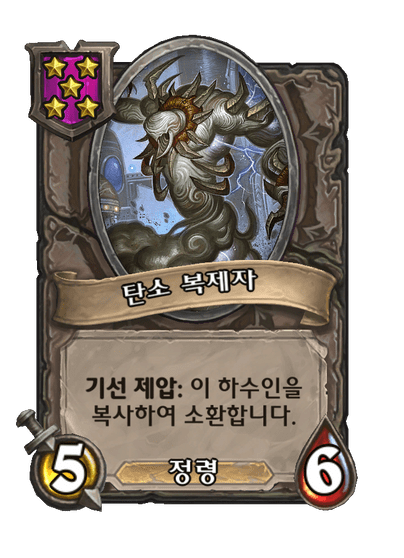 탄소 복제자
기선 제압: 이 하수인을
복사하여 소환합니다.
5
정령
6